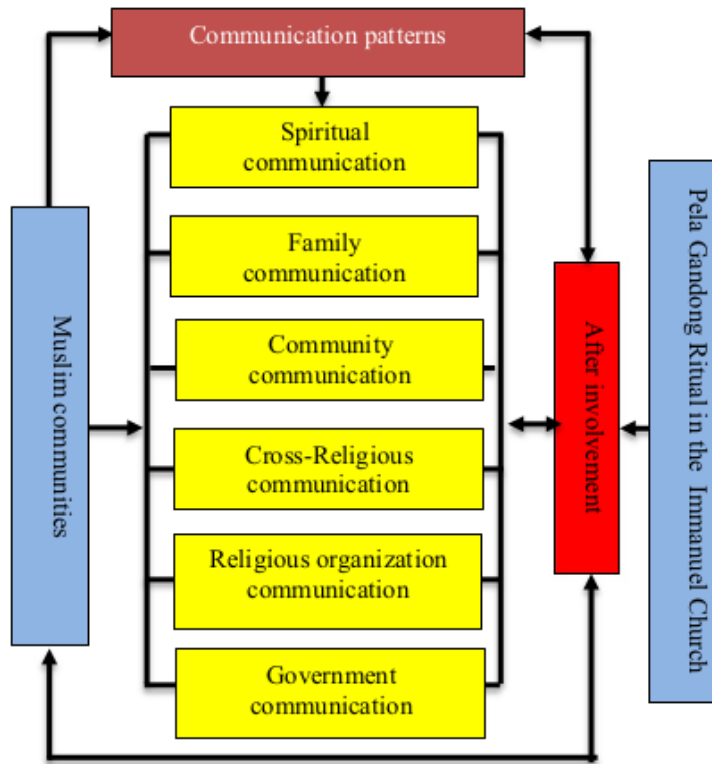 Communication patterns
Spiritual
communication
Family
communication
Community
communication
Cross-Religious
communication
Religious organization
communication
Government
communication
Muslim communities
After involvement
Pela Gandong Ritual in the Immanuel Church